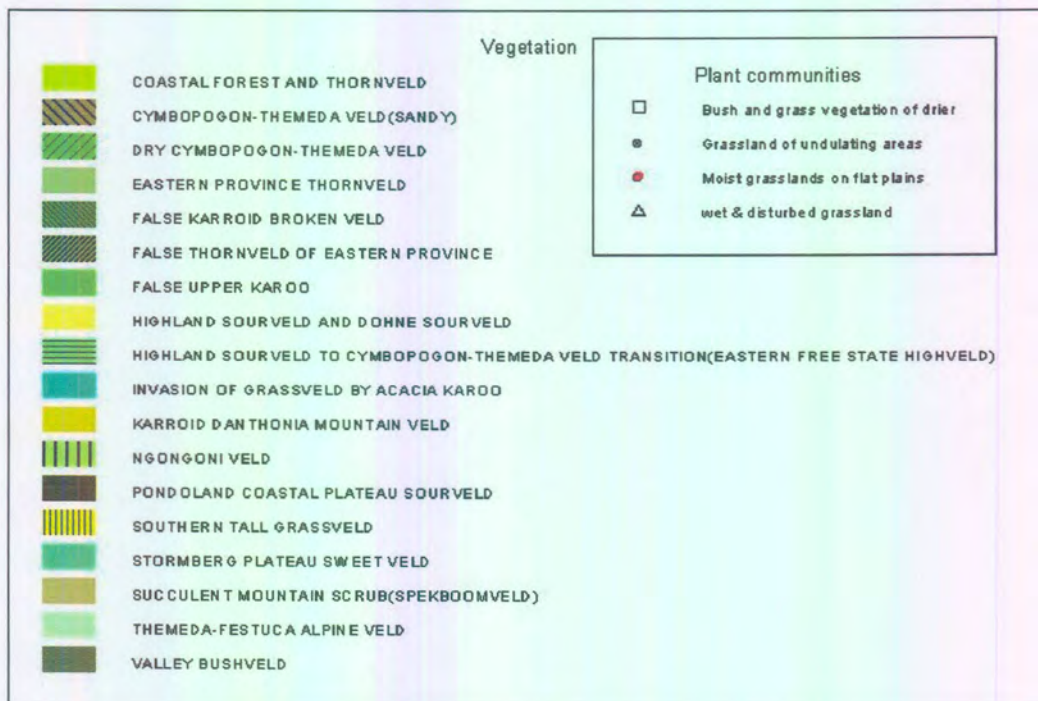 Vegetation
COASTAL FOREST AND THORNVELD
CYMBOPOGON-THEMEDA VELD(SANDY)
DRY CYMBOPOGON-THEMEDA VELD
EASTERN PROVINCE THORNVELD
FALSE KARROID BROKEN VELD
FALSE THORNVELD OF EASTERN PROVINCE
FALSE UPPER KAROO
HIGHLAND SOURVELD AND DOHNE SOURVELD
HIGHLAND SOURVELD TO CYMBOPOGON-THEMEDA VELD TRANSITION(EASTERN FREE STATE HIGHVELD)
INVASION OF GRASSVELD BY ACACIA KAROO
KARROID DANTHONIA MOUNTAIN VELD
NGONGONI VELD
PONDOLAND COASTAL PLATEAU SOURVELD
SOUTHERN TALL GRASSVELD
STORMBERG PLATEAU SWEET VELD
SUCCULENT MOUNTAIN SCRUB(SPEKBOOMVELD)
THEMEDA-FESTUCA ALPINE VELD
VALLEY BUSHVELD
Plant communities
Bush and grass vegetation of drier
Grassland of undulating areas
Moist grasslands on flat plains
wet & disturbed grassland